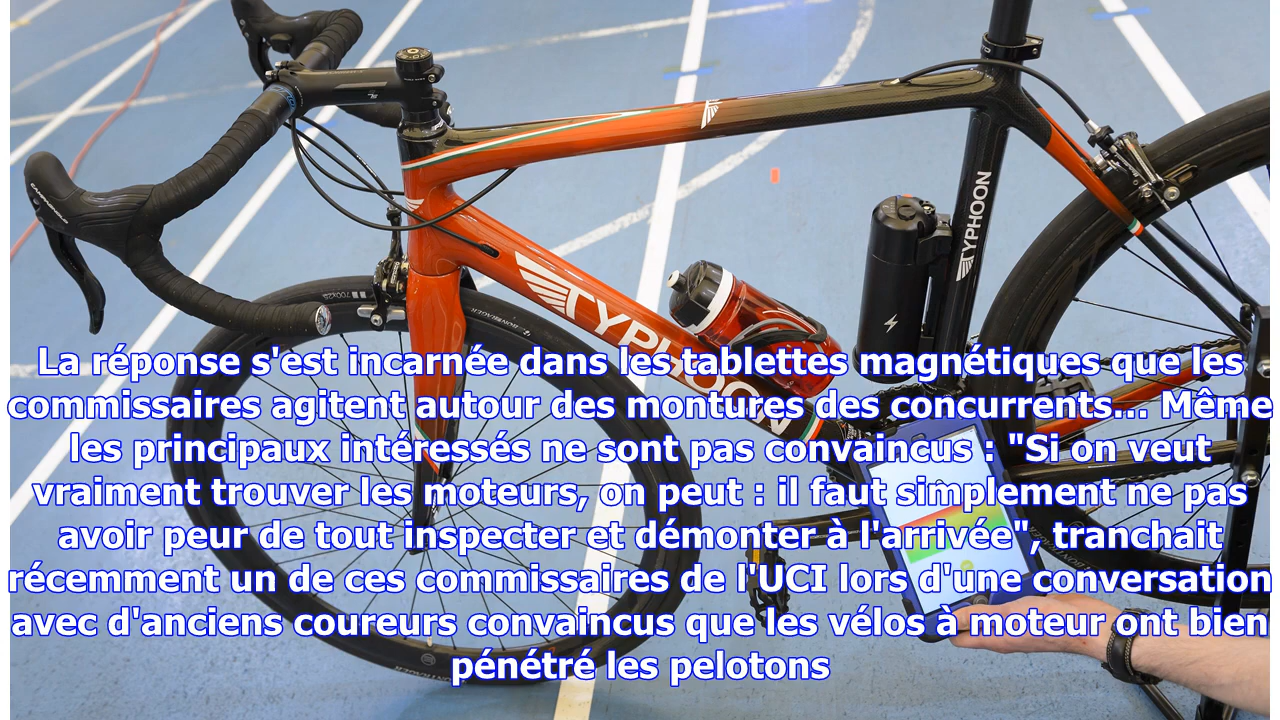 CAMPAGNOLO
TYPHOON
700x25
BONTRAGER
TYPHOON
La réponse s'est incarnée dans les tablettes magnétiques que les
commissaires agitent autour des montures des concurrents... Même
les principaux intéressés ne sont pas convaincus : "Si on veut
vraiment trouver les moteurs, on peut : il faut simplement ne pas
avoir peur de tout inspecter et démonter à l'arrivée", tranchait
récemment un de ces commissaires de l'UCI lors d'une conversation
avec d'anciens coureurs convaincus que les vélos à moteur ont bien
pénétré les pelotons